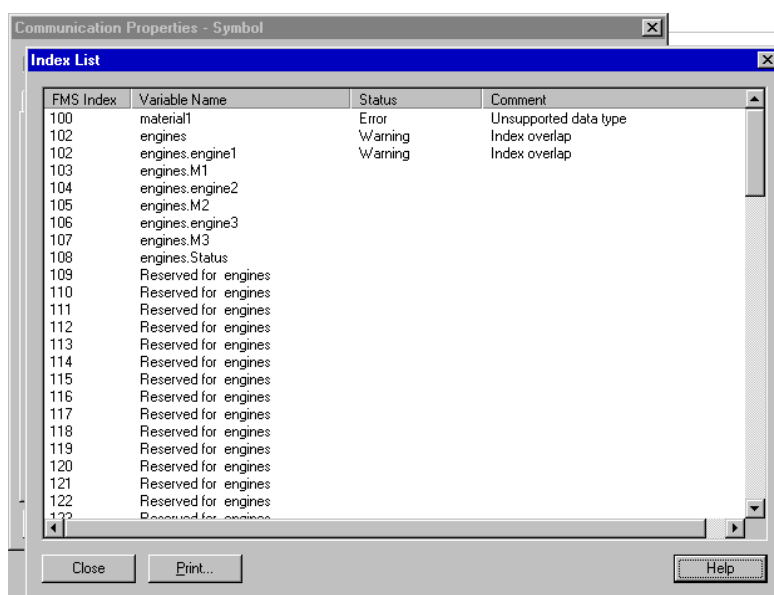 Communication Properties - Symbol
Index List
FMS Index Variable Name Status Comment
100 material1 Error Unsupported data type
102 engines Warning Index overlap
102 engines.engine1 Warning Index overlap
103 engines.M1
104 engines.engine2
105 engines.M2
106 engines.engine3
107 engines.M3
108 engines.Status
109 Reserved for engines
110 Reserved for engines
111 Reserved for engines
112 Reserved for engines
113 Reserved for engines
114 Reserved for engines
115 Reserved for engines
116 Reserved for engines
117 Reserved for engines
118 Reserved for engines
119 Reserved for engines
120 Reserved for engines
121 Reserved for engines
122 Reserved for engines
123 Reserved for engines
Close Print... Help